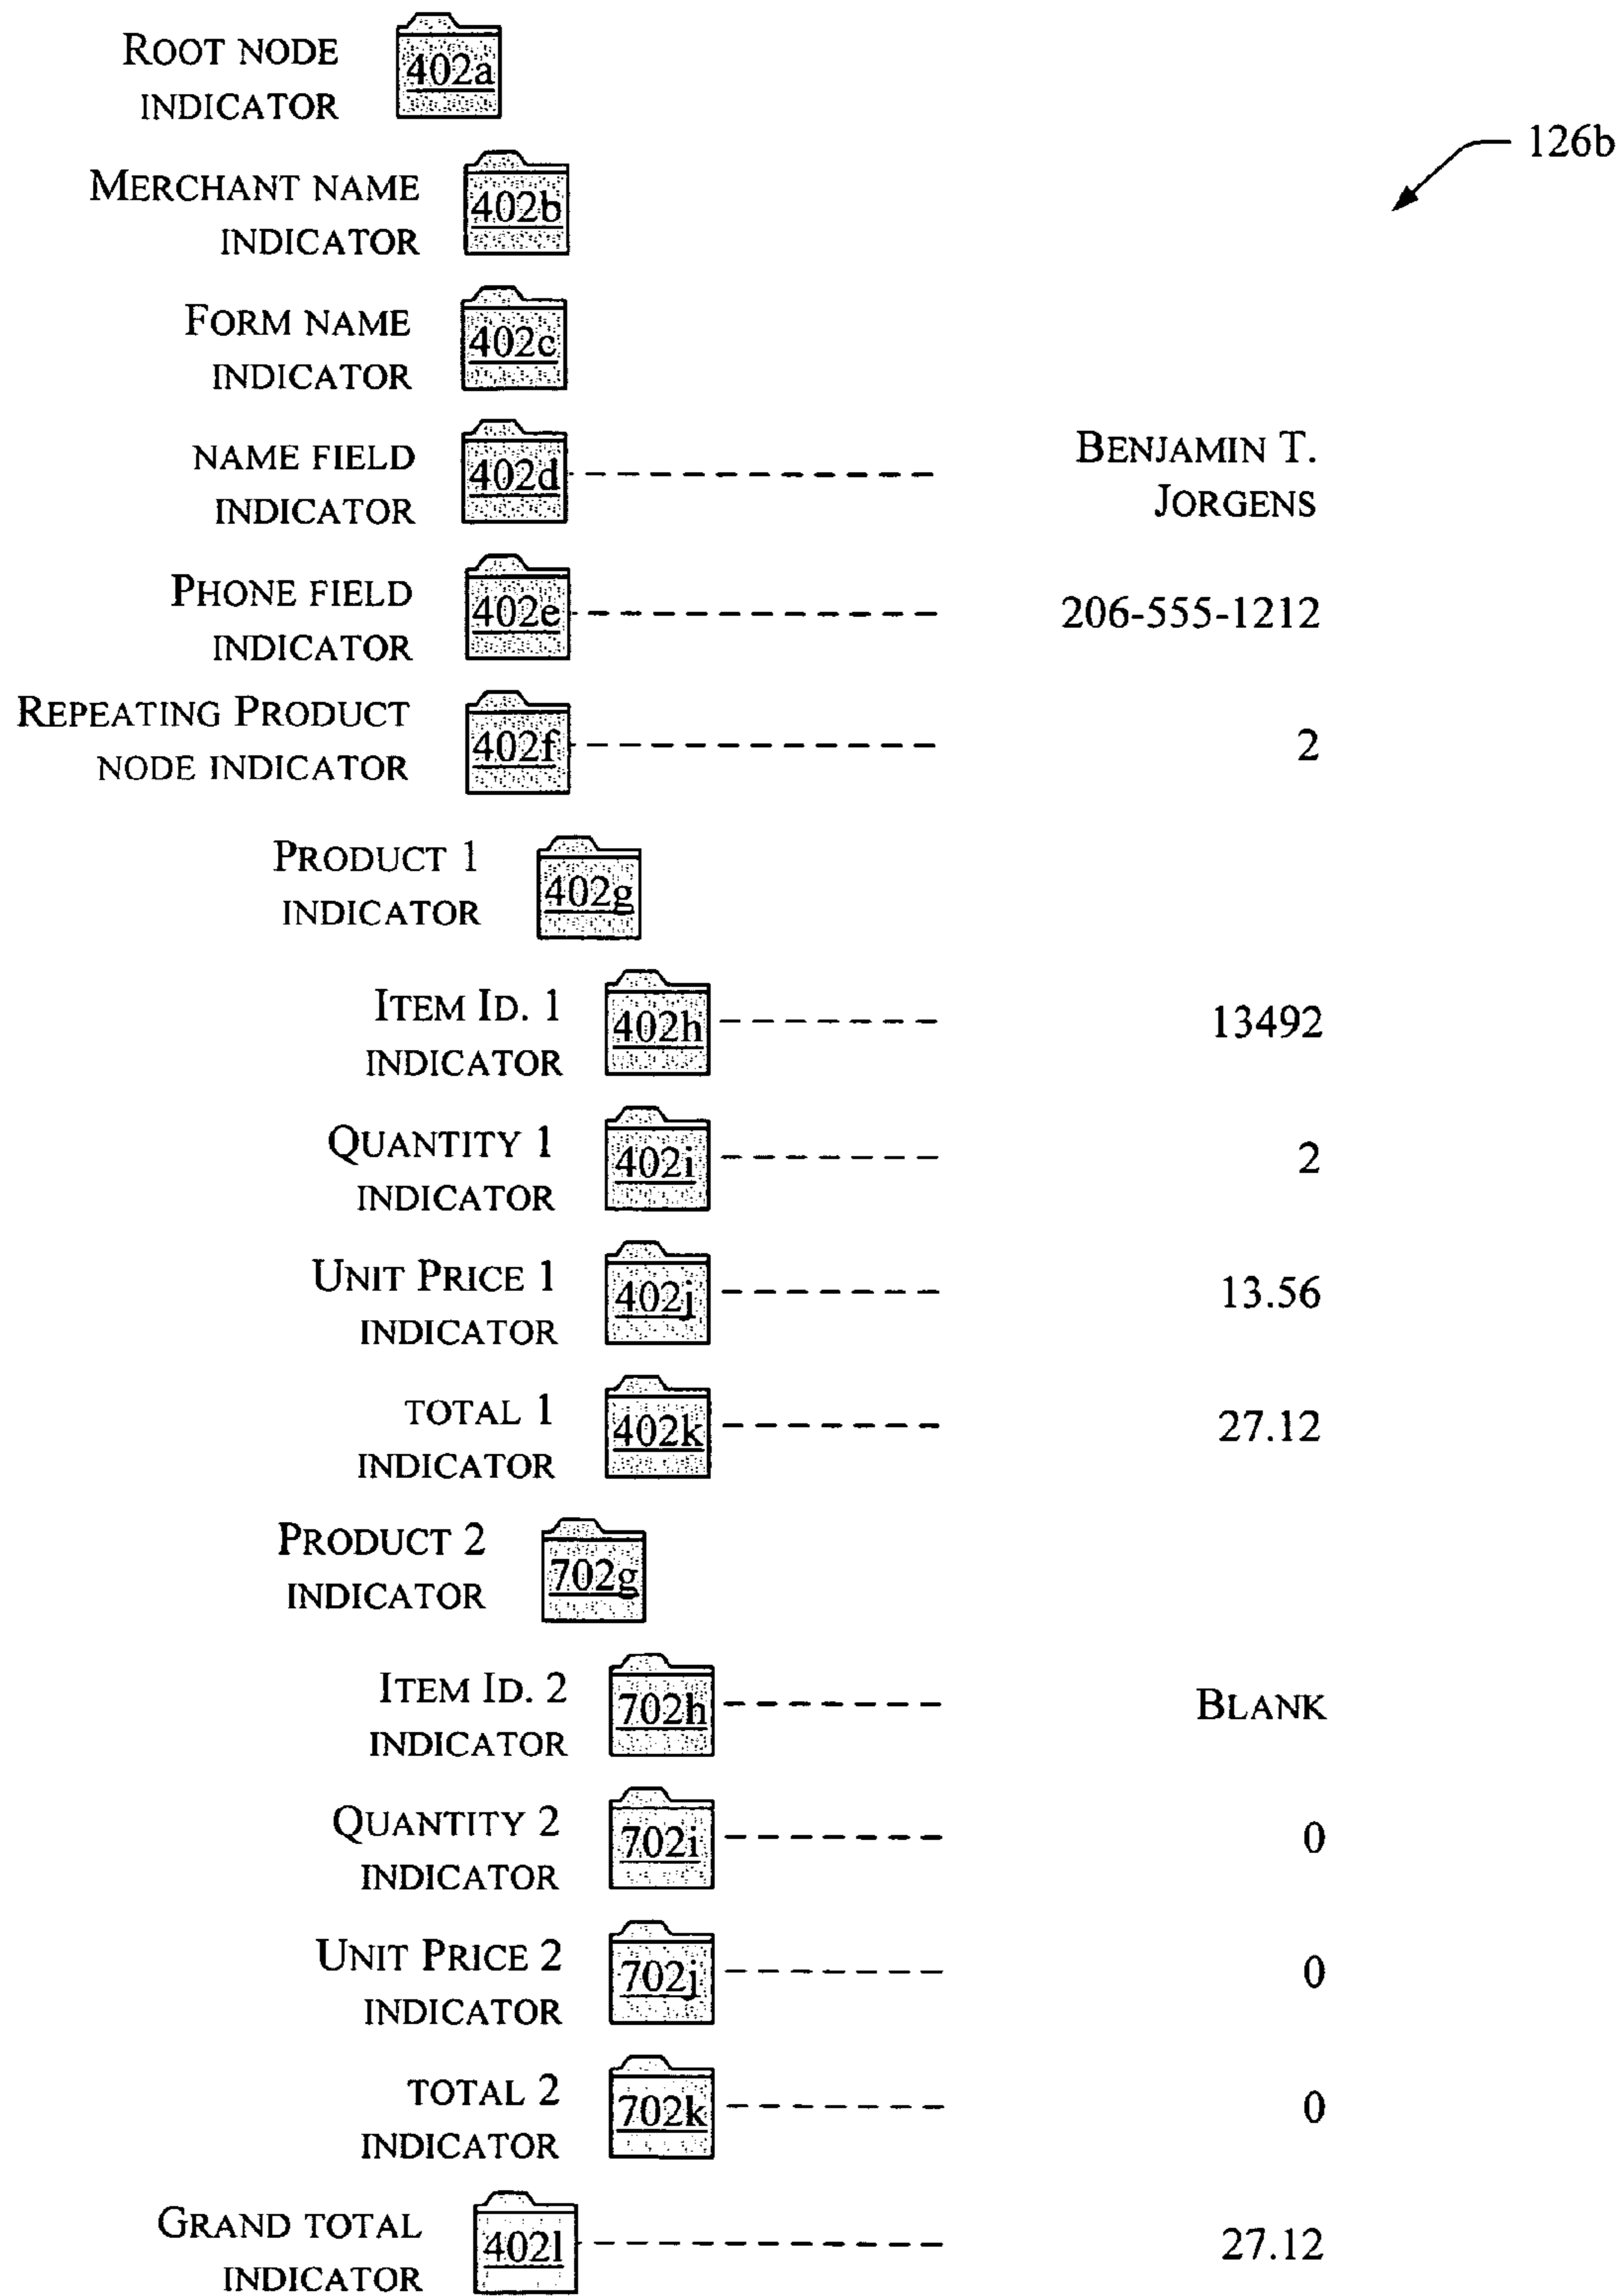 ROOT NODE
INDICATOR
402a
126b
MERCHANT NAME
INDICATOR
402b
FORM NAME
INDICATOR
402c
NAME FIELD
INDICATOR
402d
BENJAMIN T.
JORGENS
PHONE FIELD
INDICATOR
402e
206-555-1212
REPEATING PRODUCT
NODE INDICATOR
402f
2
PRODUCT 1
INDICATOR
402g
ITEM ID. 1
INDICATOR
402h
13492
QUANTITY 1
INDICATOR
402i
2
UNIT PRICE 1
INDICATOR
402j
13.56
TOTAL 1
INDICATOR
402k
27.12
PRODUCT 2
INDICATOR
702g
ITEM ID. 2
INDICATOR
702h
BLANK
QUANTITY 2
INDICATOR
702i
0
UNIT PRICE 2
INDICATOR
702j
0
TOTAL 2
INDICATOR
702k
0
GRAND TOTAL
INDICATOR
402l
27.12